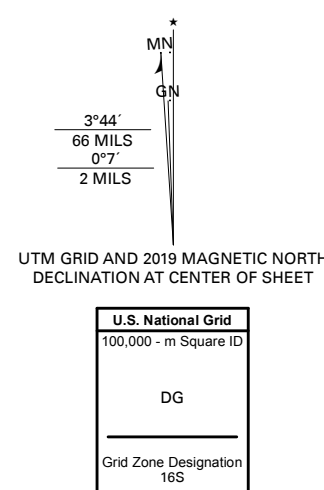 MN
GN
3°44´
66 MILS
0°7´
2 MILS
UTM GRID AND 2019 MAGNETIC NORTH
DECLINATION AT CENTER OF SHEET
U.S. National Grid
100,000 - m Square ID
DG
Grid Zone Designation
16S